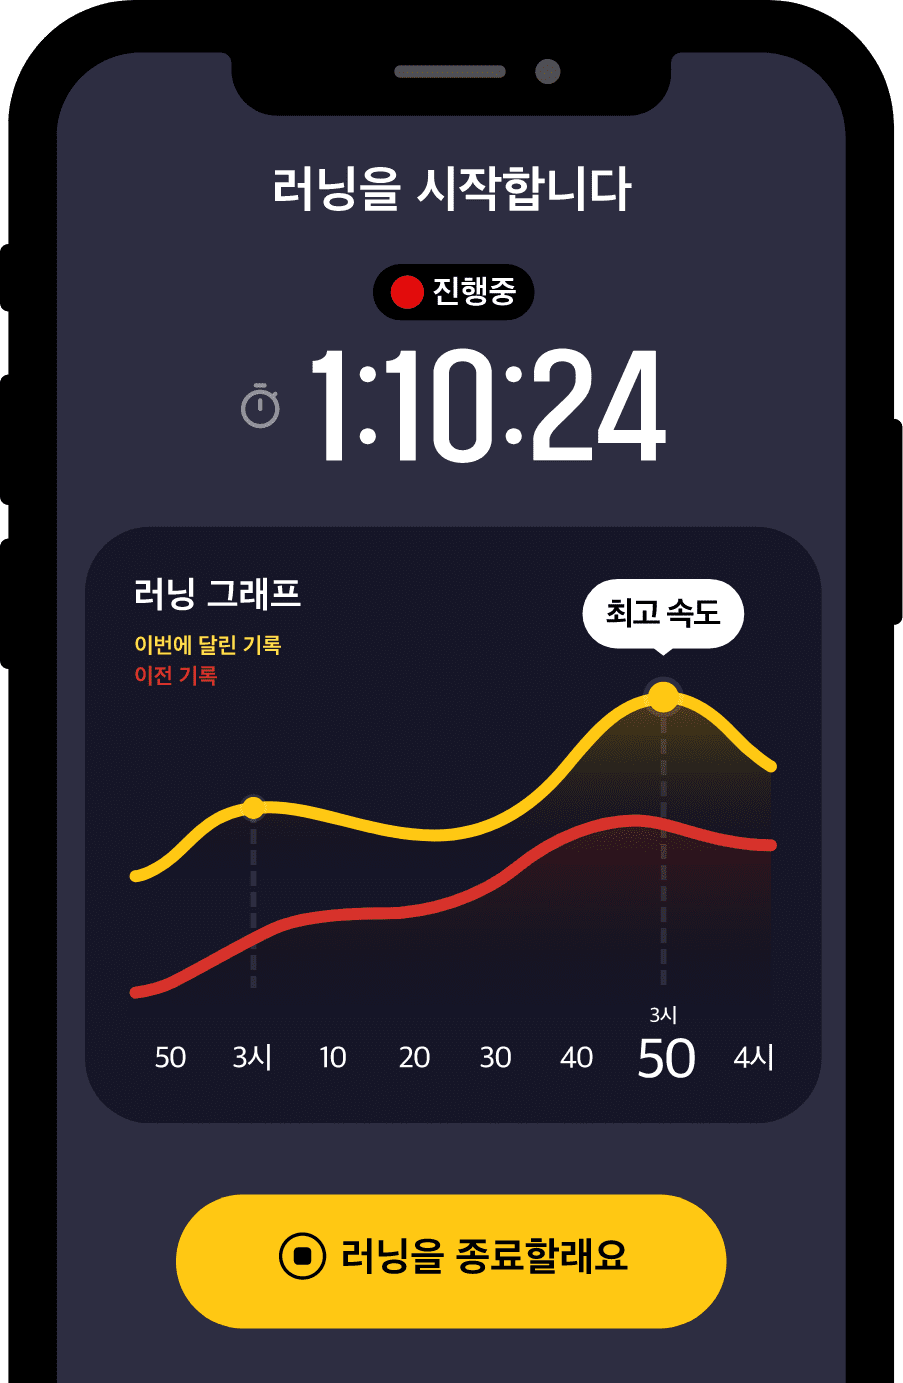 러닝을 시작합니다
진행중
1:10:24
러닝 그래프
최고 속도
이번에 달린 기록
이전 기록
3시
50 3시 10 20 30 40 50 4시
러닝을 종료할래요